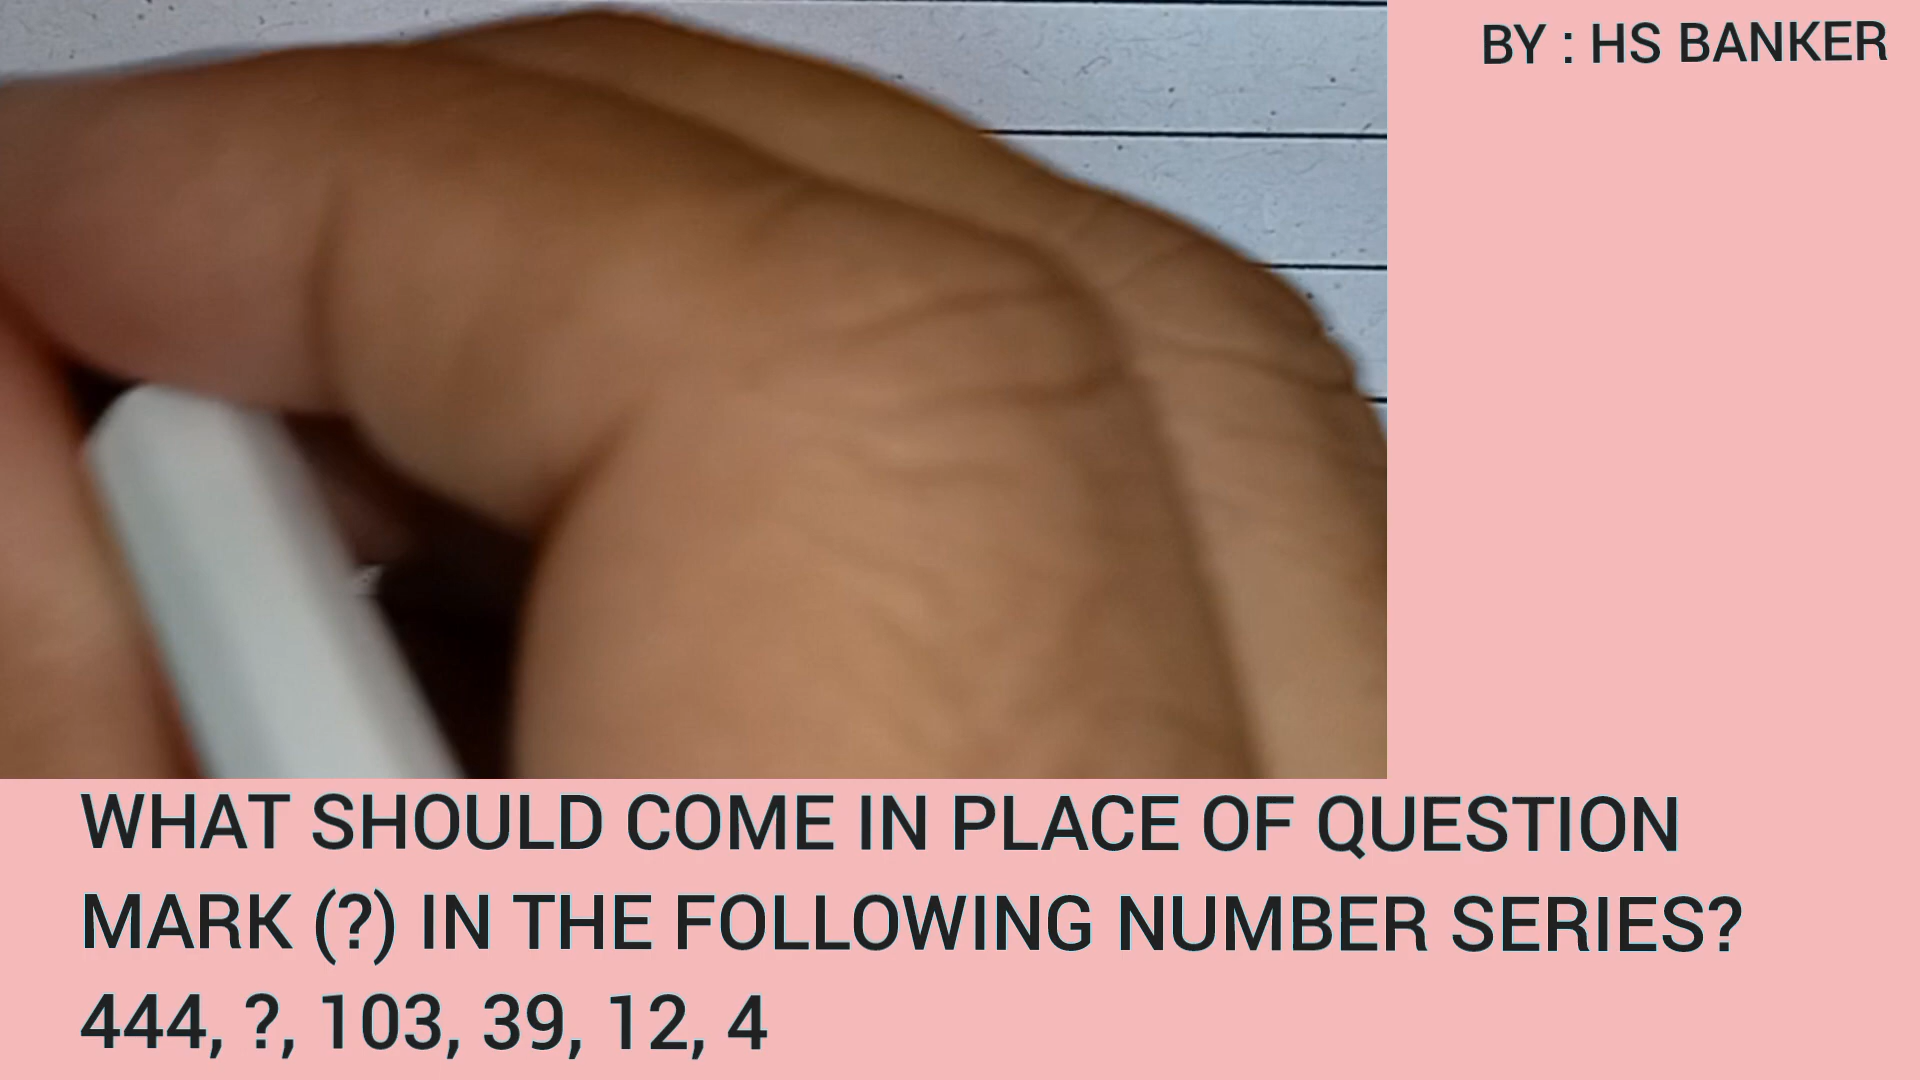 BY : HS BANKER
WHAT SHOULD COME IN PLACE OF QUESTION
MARK (?) IN THE FOLLOWING NUMBER SERIES?
444, ?, 103, 39, 12, 4